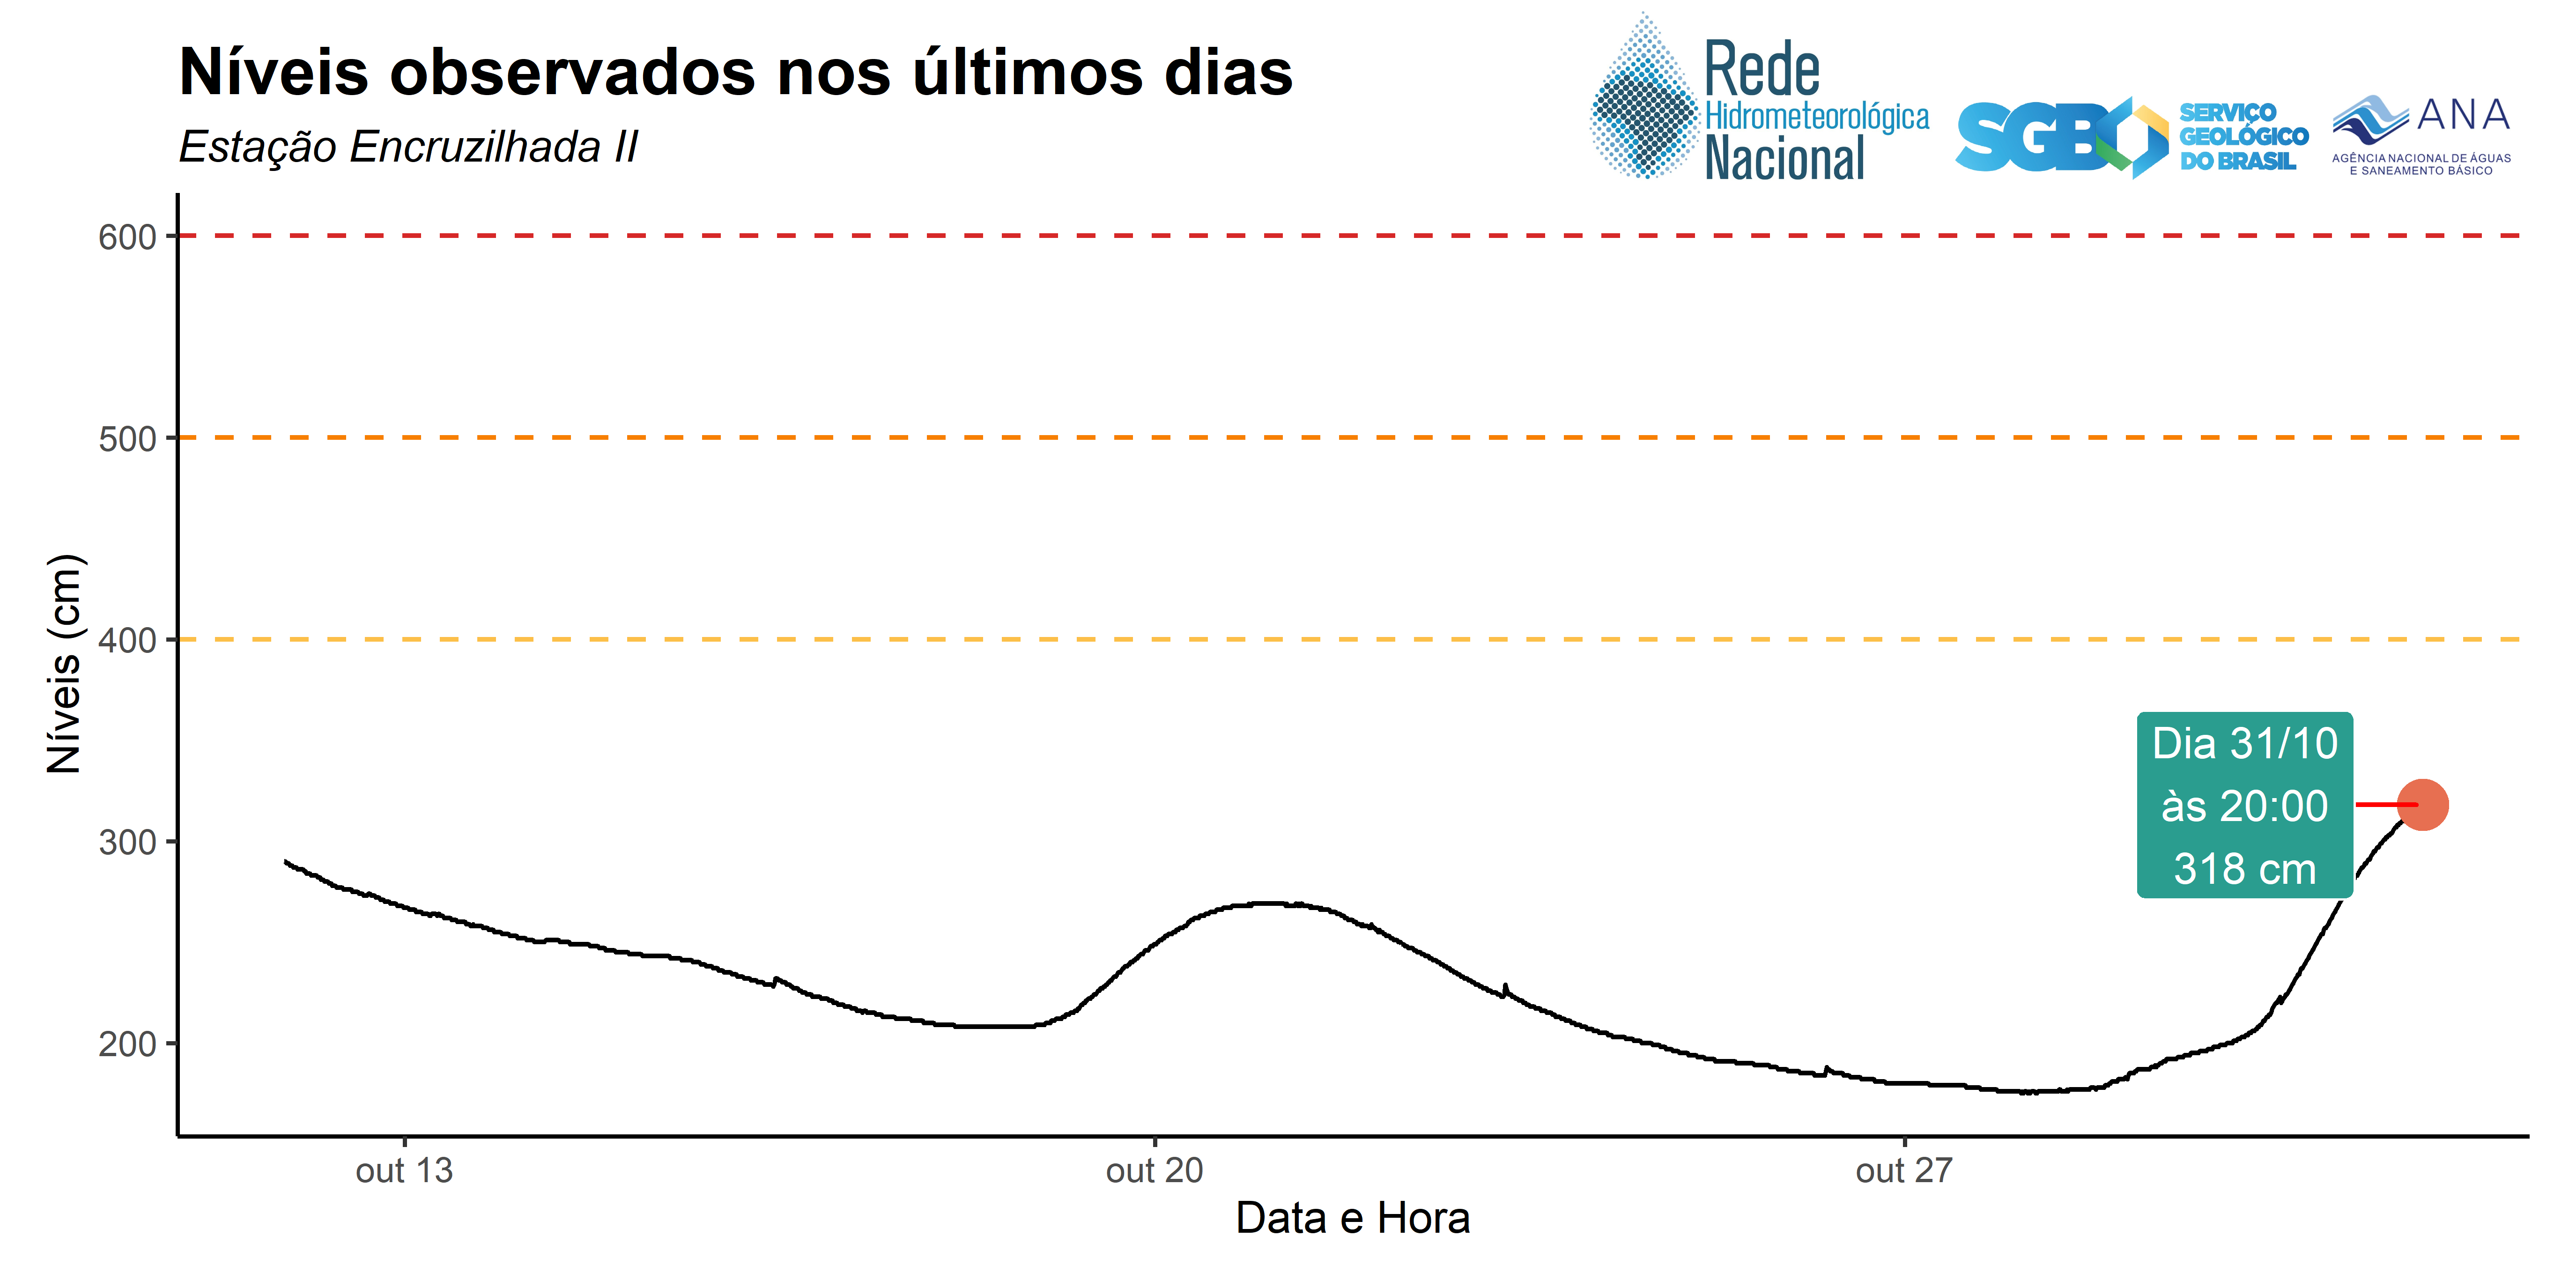 Níveis observados nos últimos dias
Estação Encruzilhada II
Rede
Hidrometeorológica
Nacional
SGB
SERVIÇO
GEOLÓGICO
DO BRASIL
ANA
AGÊNCIA NACIONAL DE ÁGUAS
E SANEAMENTO BÁSICO
Níveis (cm)
600
500
400
300
200
Dia 31/10
às 20:00
318 cm
out 13
out 20
out 27
Data e Hora